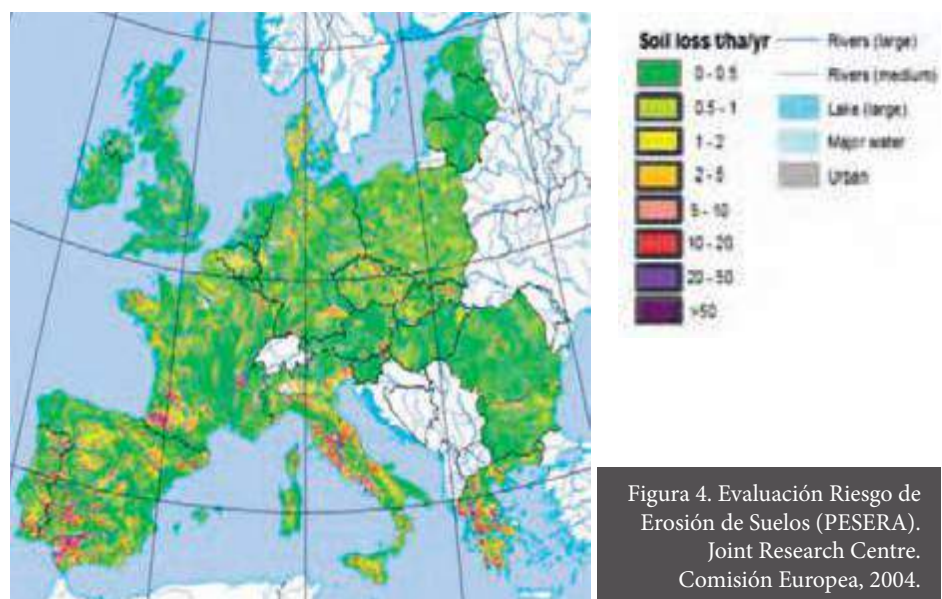 Soil loss t/ha/yr
0 - 0.5
0.5 - 1
1 - 2
2 - 5
5 - 10
10 - 20
20 - 50
>50
Rivers (large)
Rivers (medium)
Lake (large)
Major water
Urban
Figura 4. Evaluación Riesgo de
Erosión de Suelos (PESERA).
Joint Research Centre.
Comisión Europea, 2004.